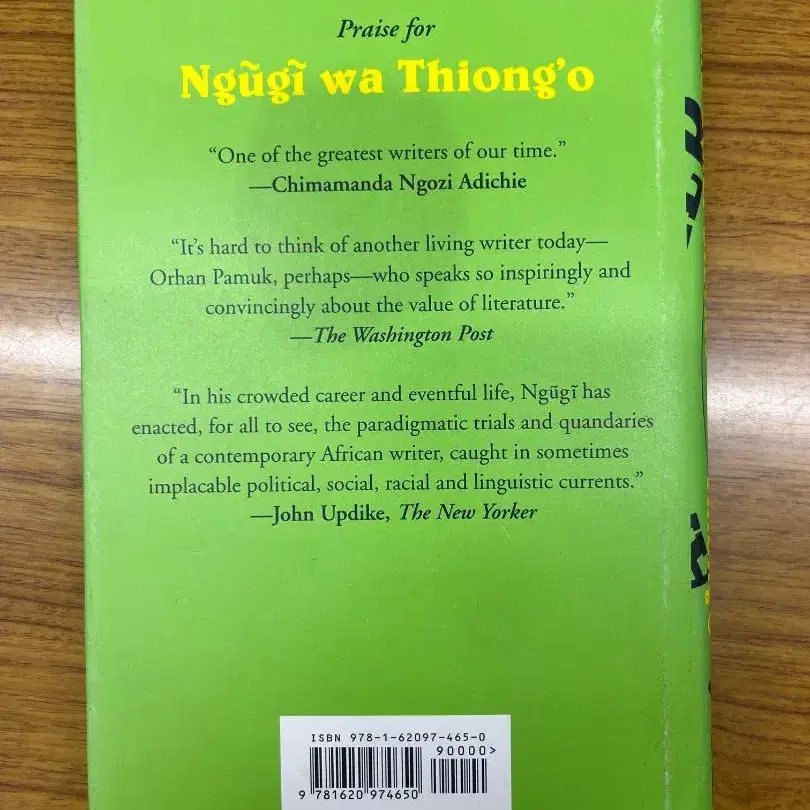 Praise for
Ngũgĩ wa Thiong’o
“One of the greatest writers of our time.”
—Chimamanda Ngozi Adichie
“It’s hard to think of another living writer today—
Orhan Pamuk, perhaps—who speaks so inspiringly and
convincingly about the value of literature.”
—The Washington Post
“In his crowded career and eventful life, Ngũgĩ has
enacted, for all to see, the paradigmatic trials and quandaries
of a contemporary African writer, caught in sometimes
implacable political, social, racial and linguistic currents.”
—John Updike, The New Yorker
ISBN 978-1-62097-465-0
90000>
9 781620 974650